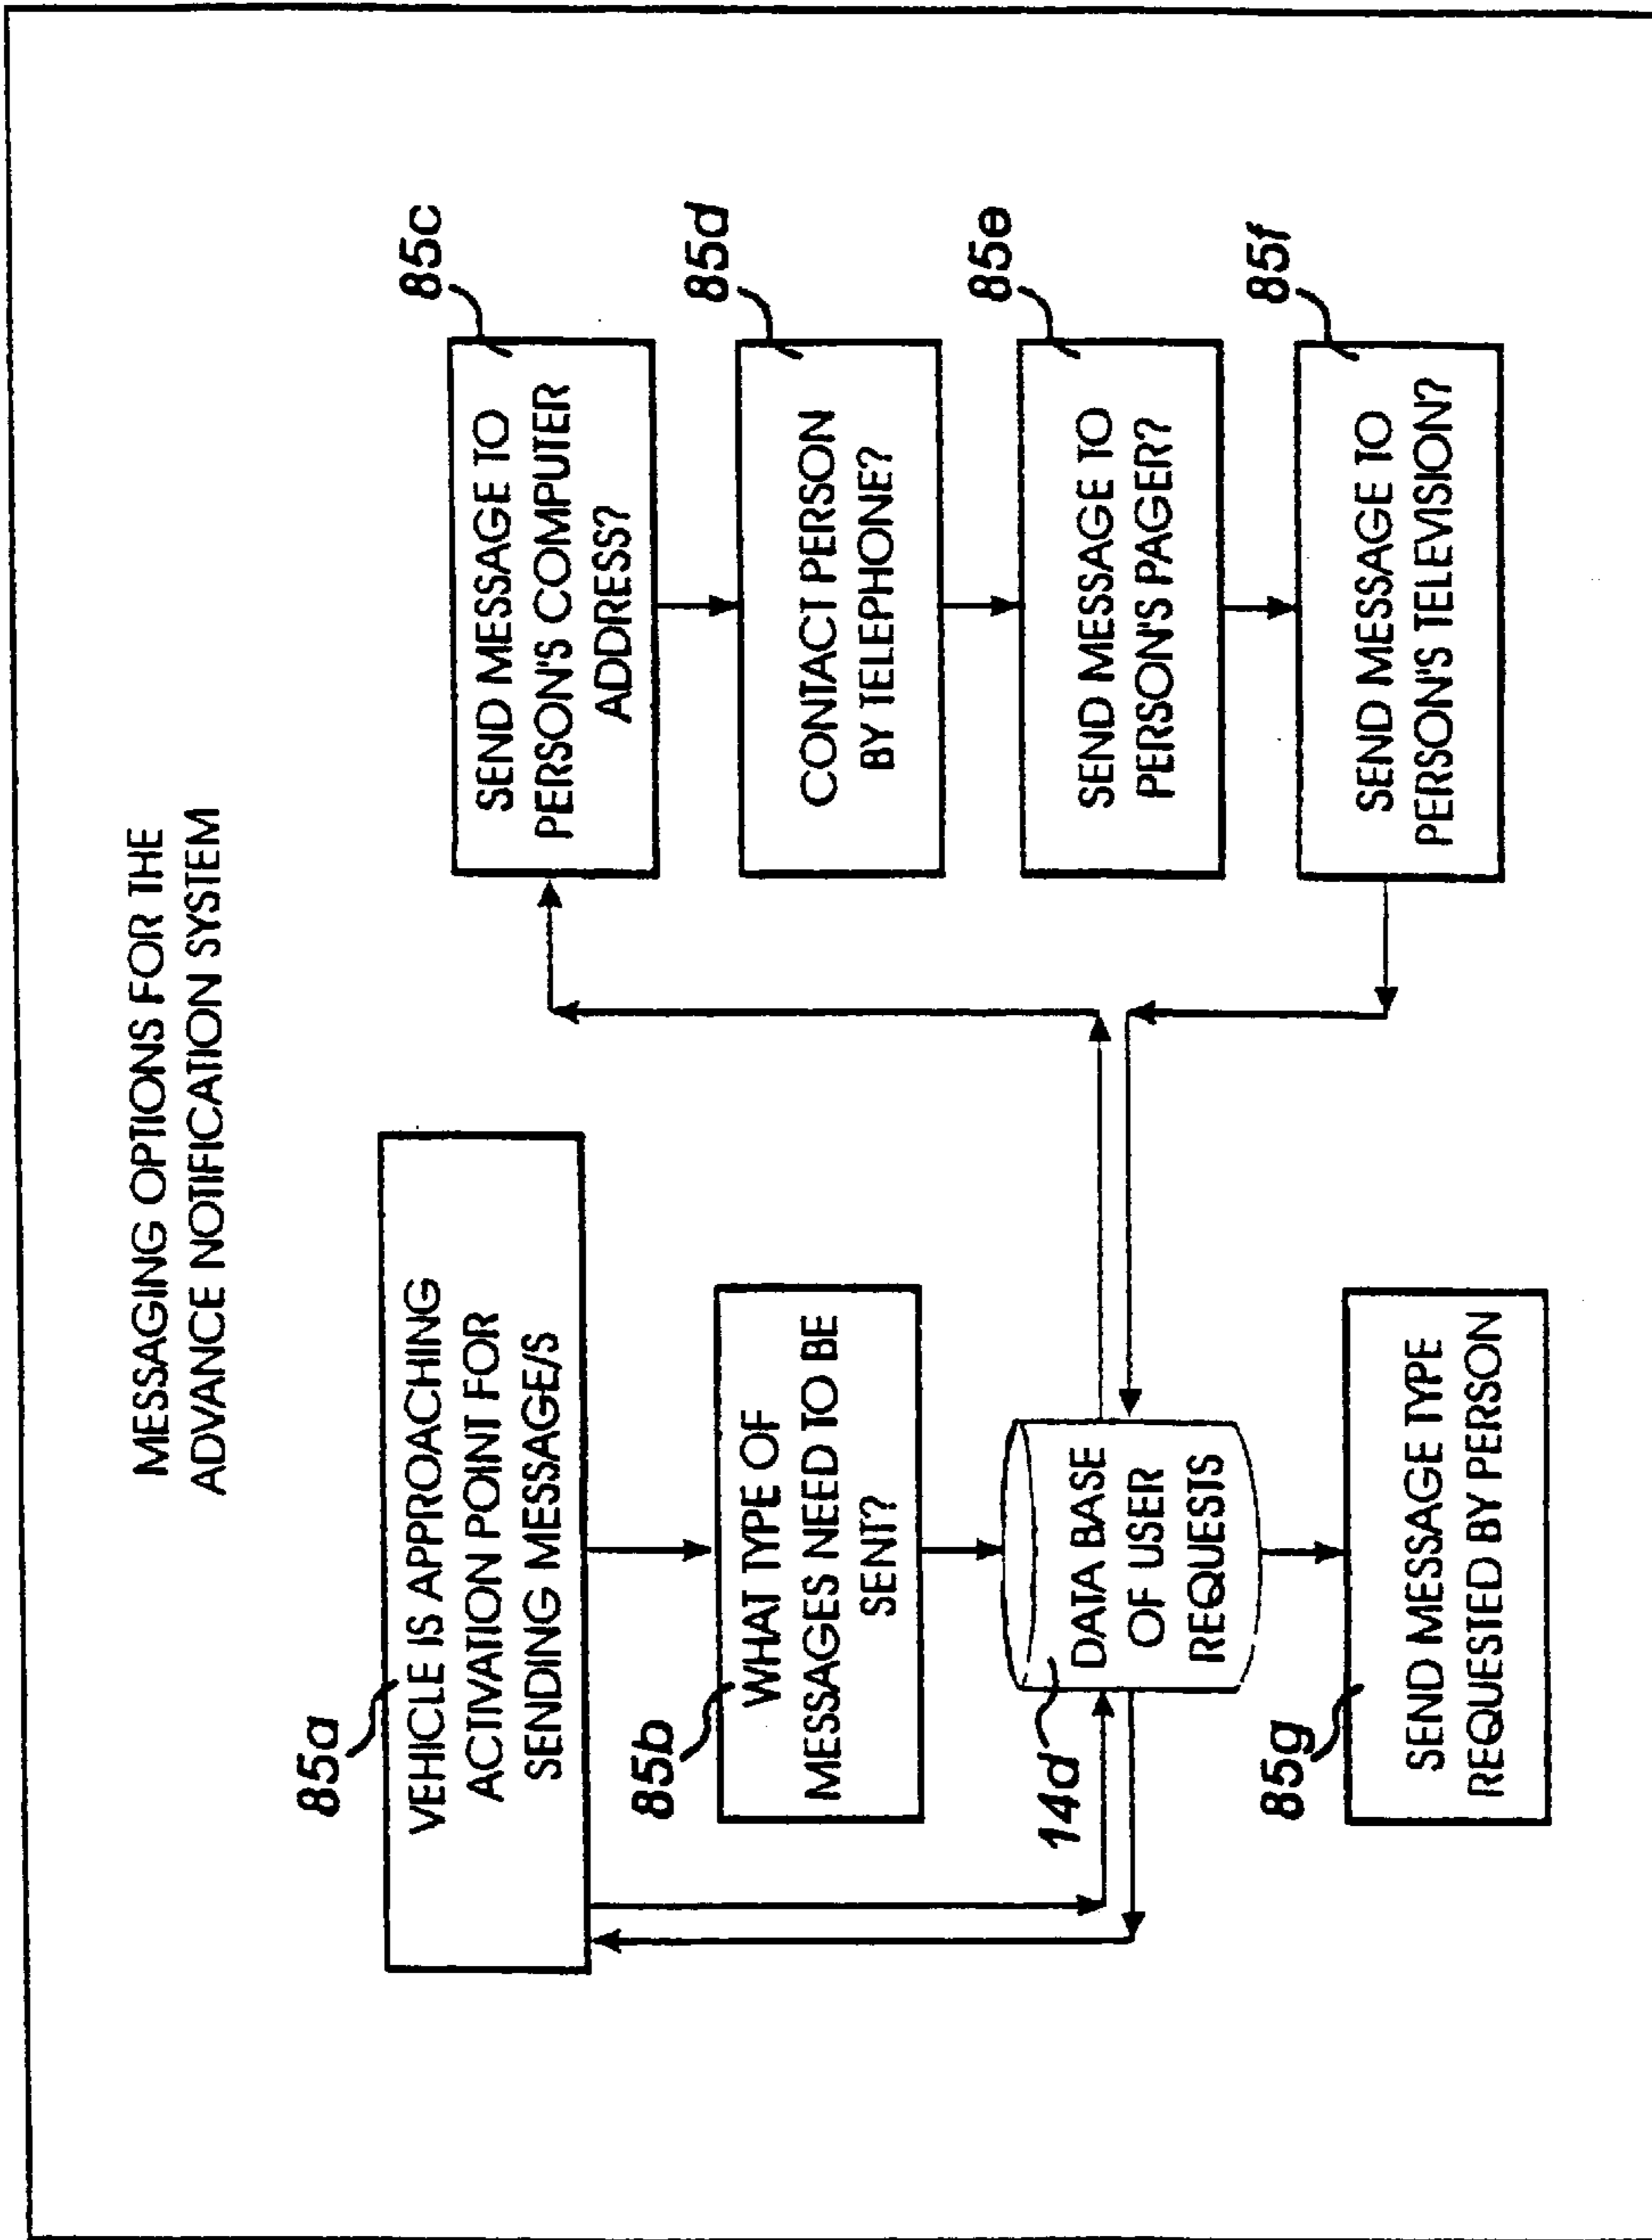 MESSAGING OPTIONS FOR THE
ADVANCE NOTIFICATION SYSTEM
85a
VEHICLE IS APPROACHING
ACTIVATION POINT FOR
SENDING MESSAGE/S
85b
WHAT TYPE OF
MESSAGES NEED TO BE
SENT?
14d
DATA BASE
OF USER
REQUESTS
85g
SEND MESSAGE TYPE
REQUESTED BY PERSON
85c
SEND MESSAGE TO
PERSON'S COMPUTER
ADDRESS?
85d
CONTACT PERSON
BY TELEPHONE?
85e
SEND MESSAGE TO
PERSON'S PAGER?
85f
SEND MESSAGE TO
PERSON'S TELEVISION?